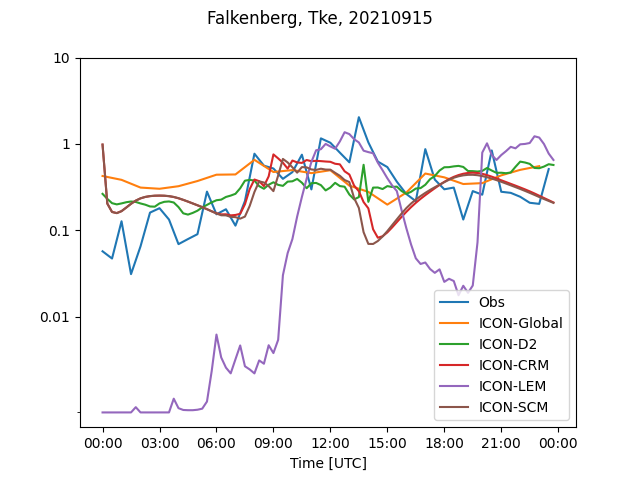 Falkenberg, Tke, 20210915
10
1
0.1
0.01
Obs
ICON-Global
ICON-D2
ICON-CRM
ICON-LEM
ICON-SCM
00:00 03:00 06:00 09:00 12:00 15:00 18:00 21:00 00:00
Time [UTC]